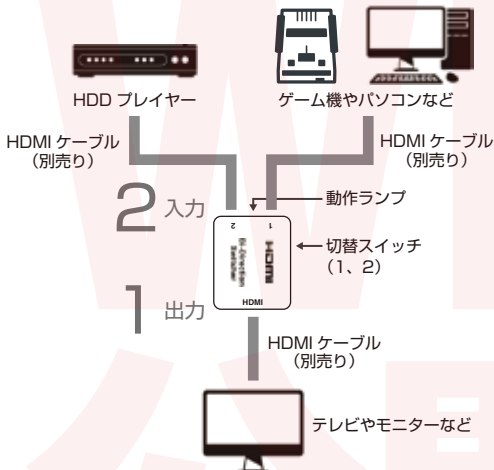 HDD プレイヤー
ゲーム機やパソコンなど
HDMI ケーブル
（別売り）
HDMI ケーブル
（別売り）
2 入力
動作ランプ
2
1
切替スイッチ
（1、2）
Bi-Direction
Switcher
HDMI
HDMI
1 出力
HDMI ケーブル
（別売り）
テレビやモニターなど